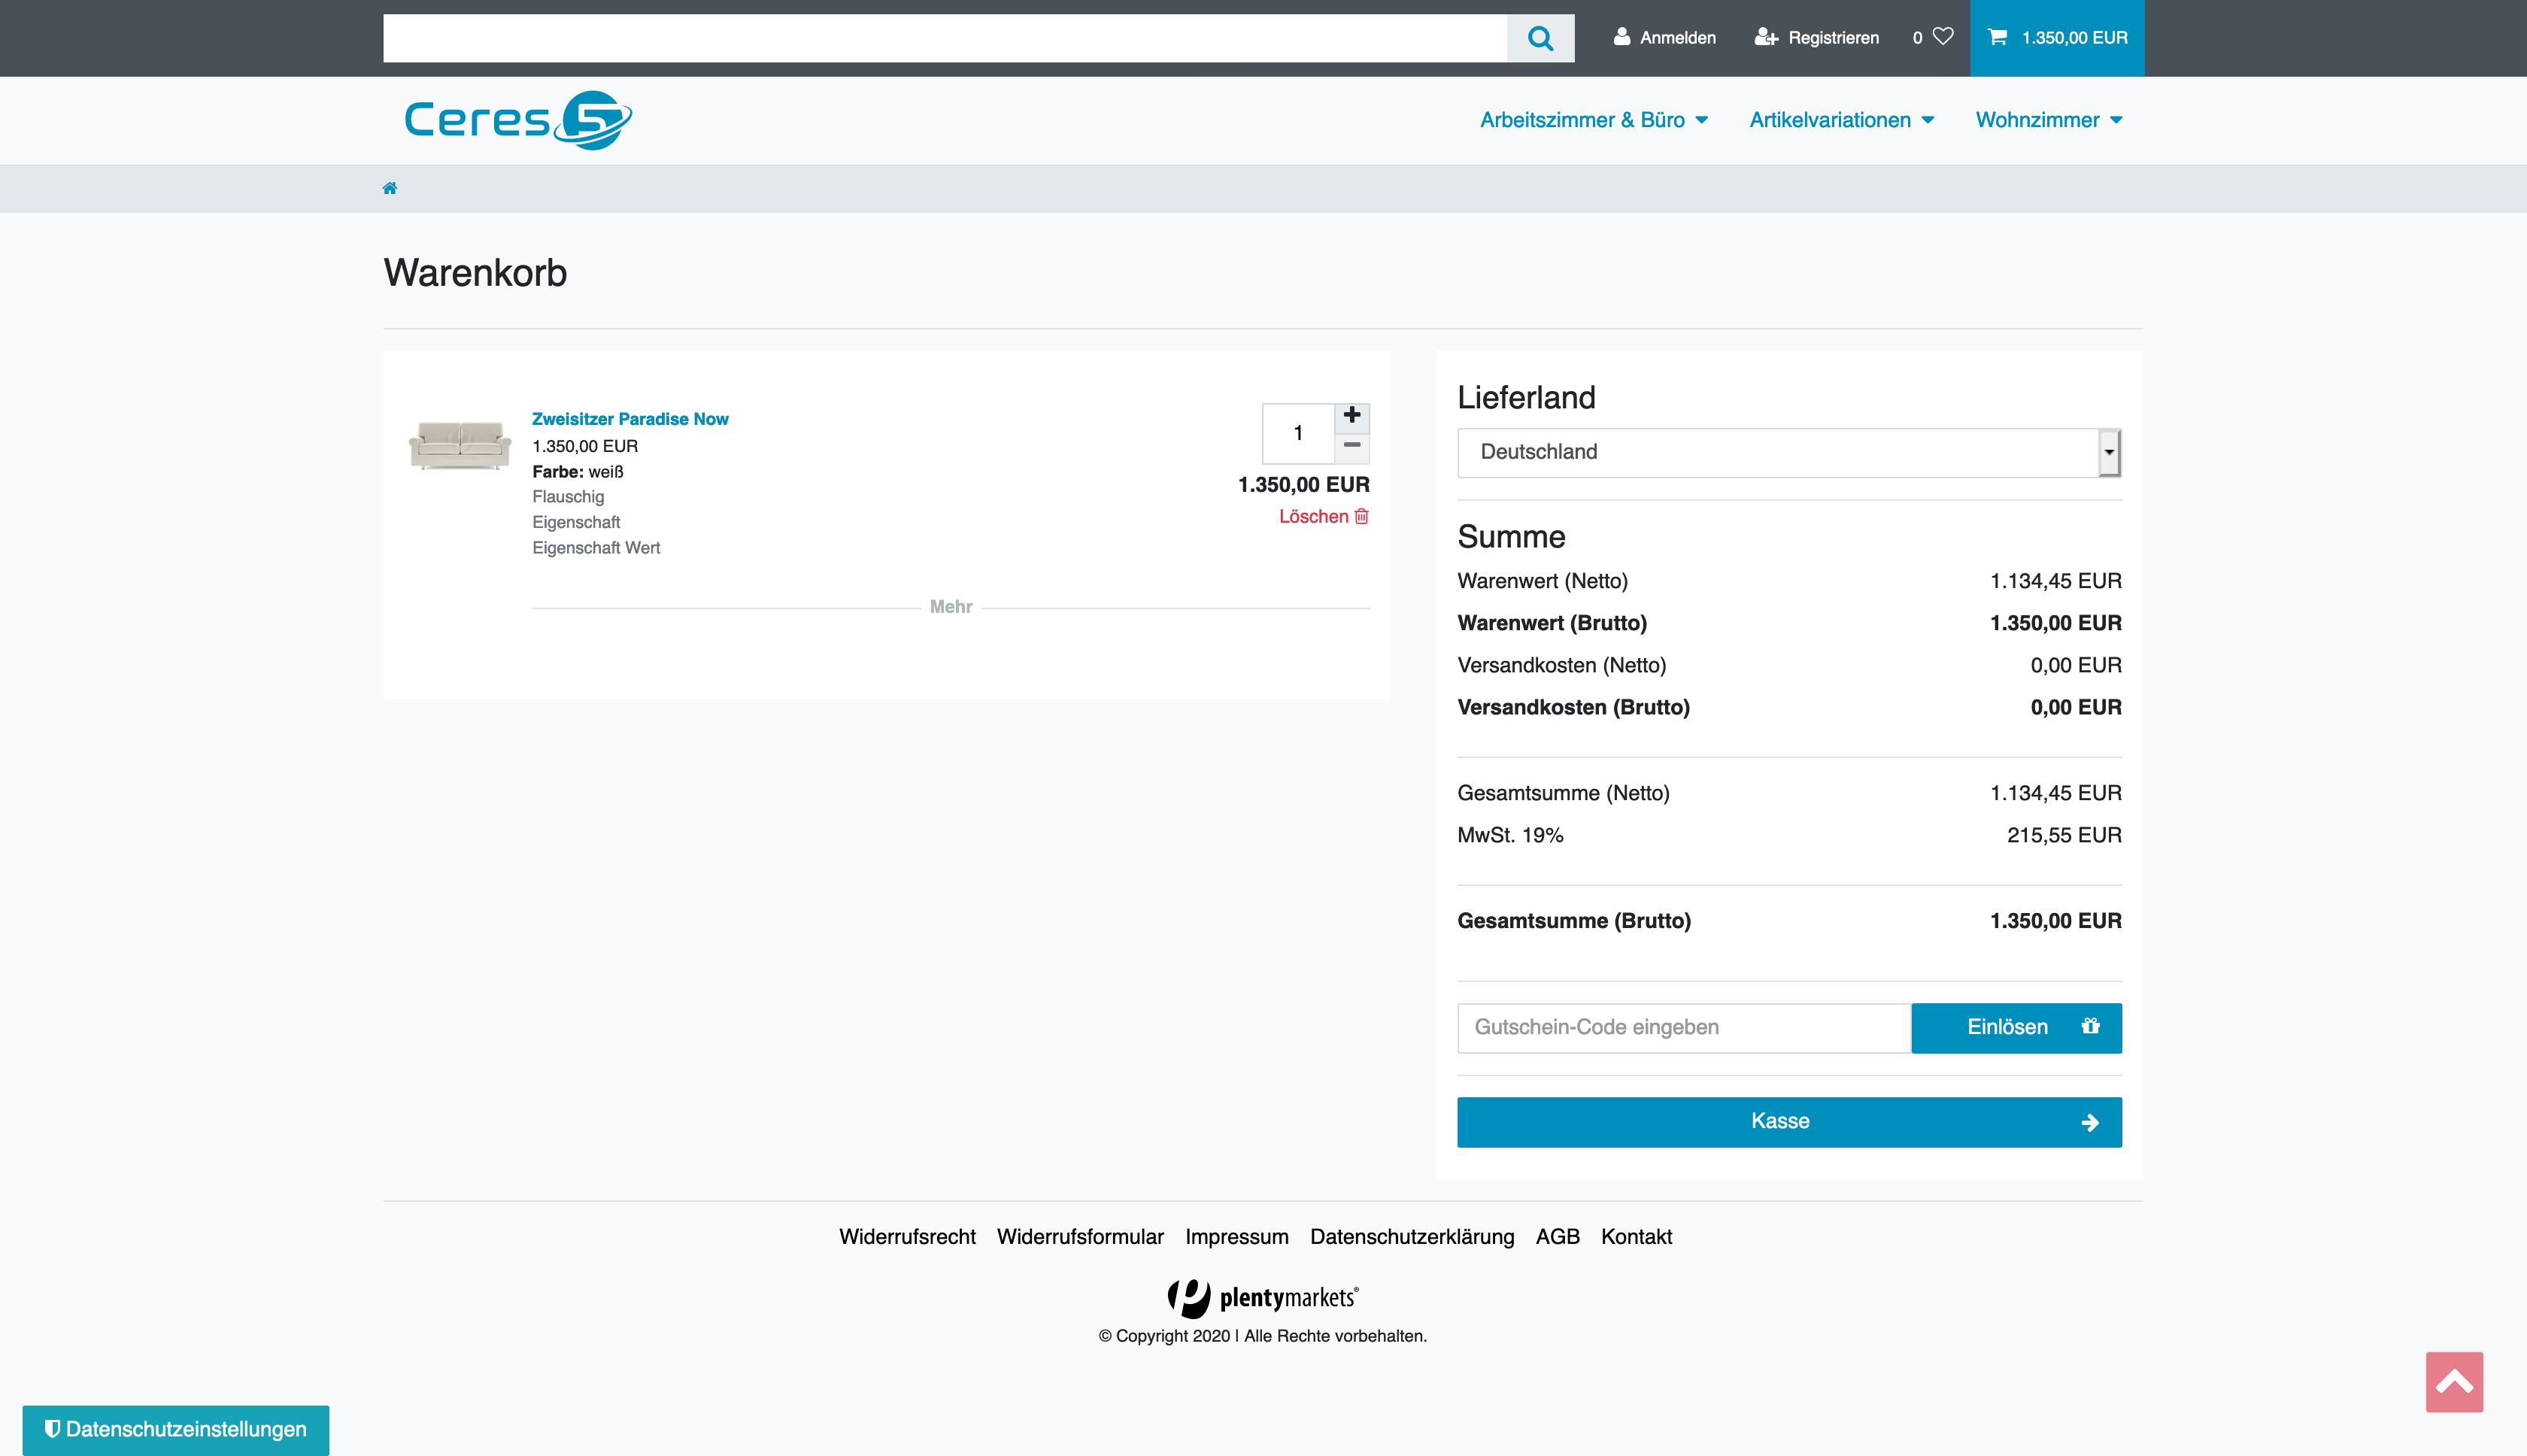 Anmelden Registrieren 0 1.350,00 EUR
Ceres 5
Arbeitszimmer & Büro Artikelvariationen Wohnzimmer
Warenkorb
Zweisitzer Paradise Now
1.350,00 EUR
Farbe: weiß
Flauschig
Eigenschaft
Eigenschaft Wert
1
1.350,00 EUR
Löschen
Mehr
Lieferland
Deutschland
Summe
Warenwert (Netto) 1.134,45 EUR
Warenwert (Brutto) 1.350,00 EUR
Versandkosten (Netto) 0,00 EUR
Versandkosten (Brutto) 0,00 EUR
Gesamtsumme (Netto) 1.134,45 EUR
MwSt. 19% 215,55 EUR
Gesamtsumme (Brutto) 1.350,00 EUR
Gutschein-Code eingeben Einlösen
Kasse
Widerrufsrecht Widerrufsformular Impressum Datenschutzerklärung AGB Kontakt
plentymarkets®
© Copyright 2020 | Alle Rechte vorbehalten.
Datenschutzeinstellungen